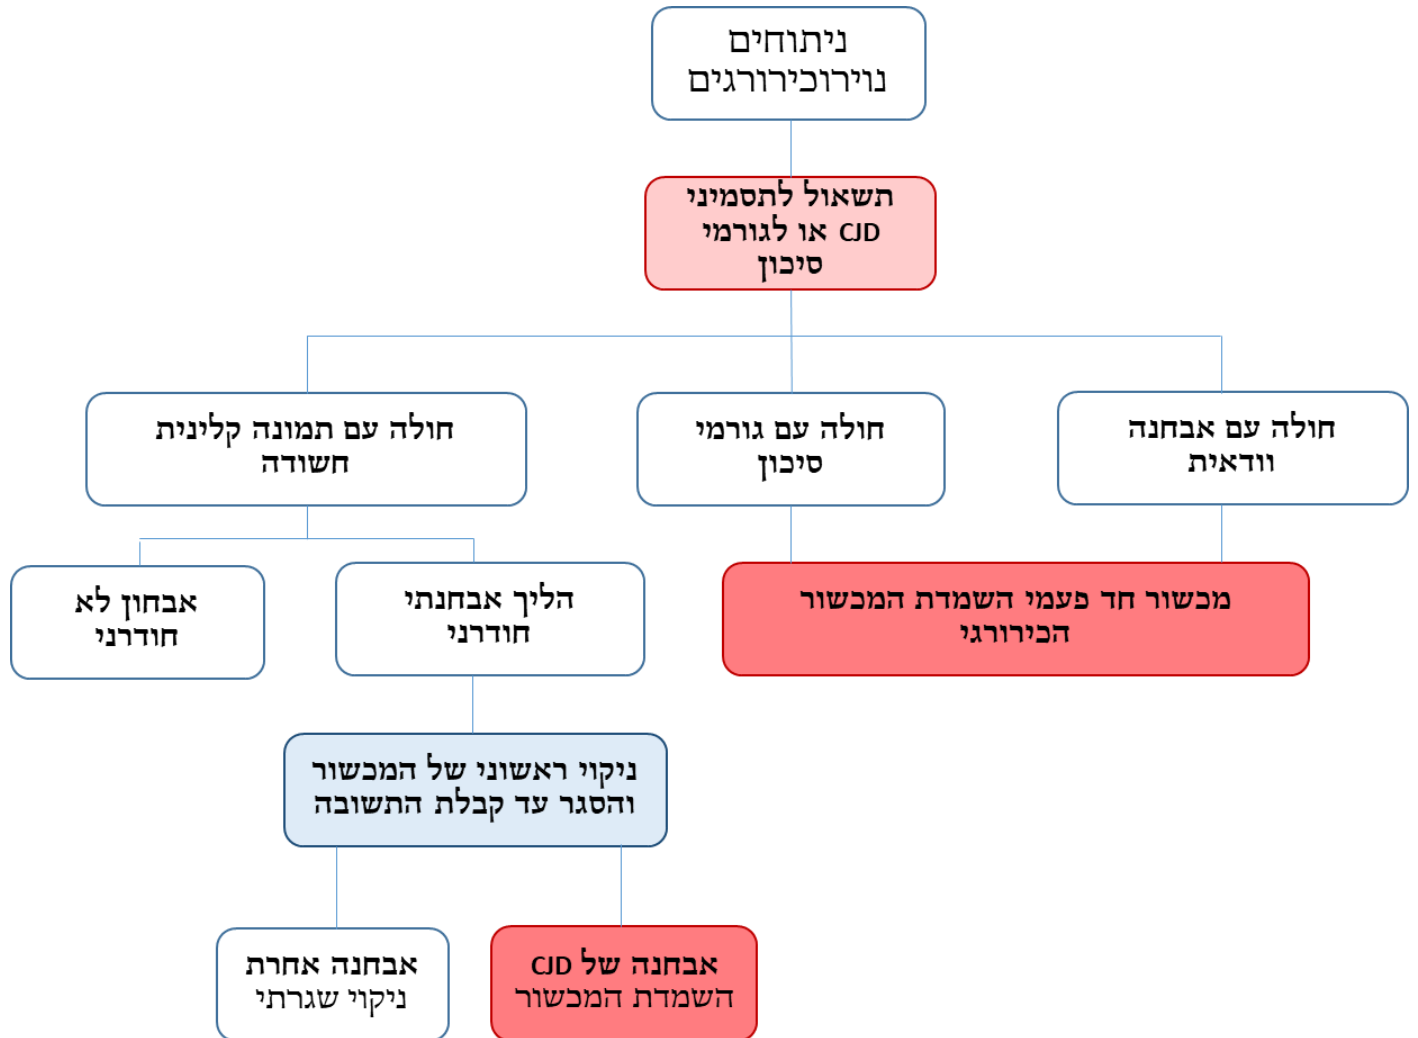 ניתוחים
נוירוכירורגים
תשאול לתסמיני
CJD או לגורמי
סיכון
חולה עם אבחנה
וודאית
חולה עם גורמי
סיכון
חולה עם תמונה קלינית
חשודה
מכשור חד פעמי השמדת המכשור
הכירורגי
הליך אבחנתי
חודרני
אבחון לא
חודרני
ניקוי ראשוני של המכשור
והסגר עד קבלת התשובה
אבחנה של CJD
השמדת המכשור
אבחנה אחרת
ניקוי שגרתי